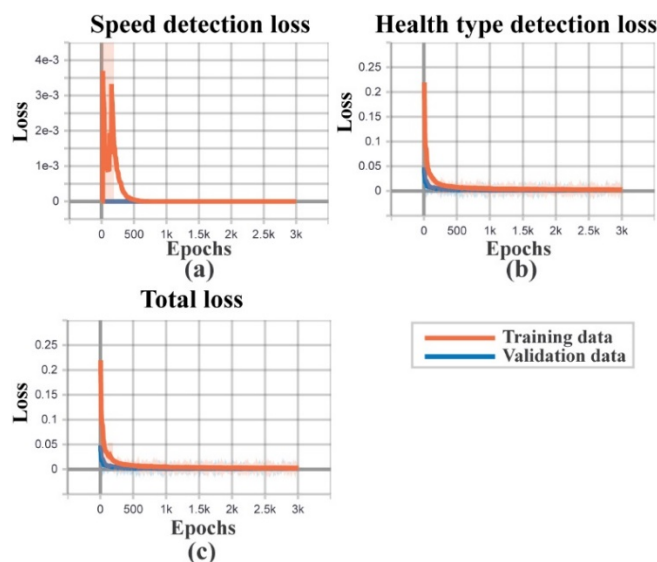 Speed detection loss
4e-3
3e-3
2e-3
1e-3
0
Loss
0 500 1k 1.5k 2k 2.5k 3k
Epochs
(a)
Health type detection loss
0.25
0.2
0.15
0.1
0.05
0
Loss
0 500 1k 1.5k 2k 2.5k 3k
Epochs
(b)
Total loss
0.25
0.2
0.15
0.1
0.05
0
Loss
0 500 1k 1.5k 2k 2.5k 3k
Epochs
(c)
Training data
Validation data